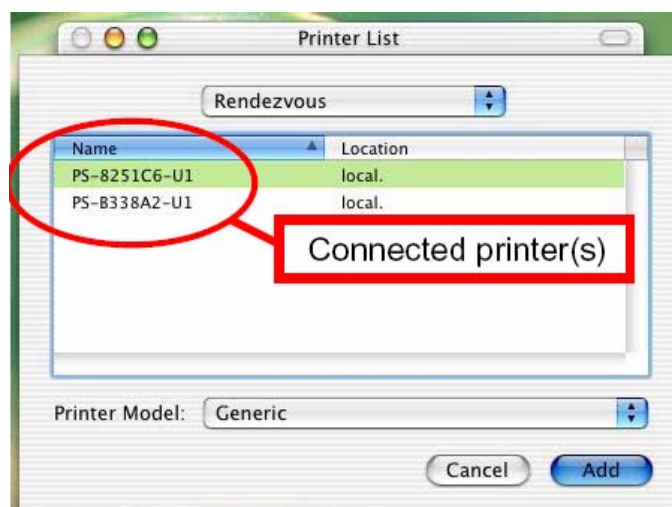 Printer List
Rendezvous
Name Location
PS-8251C6-U1 local.
PS-B338A2-U1 local.
Connected printer(s)
Printer Model: Generic
Cancel Add